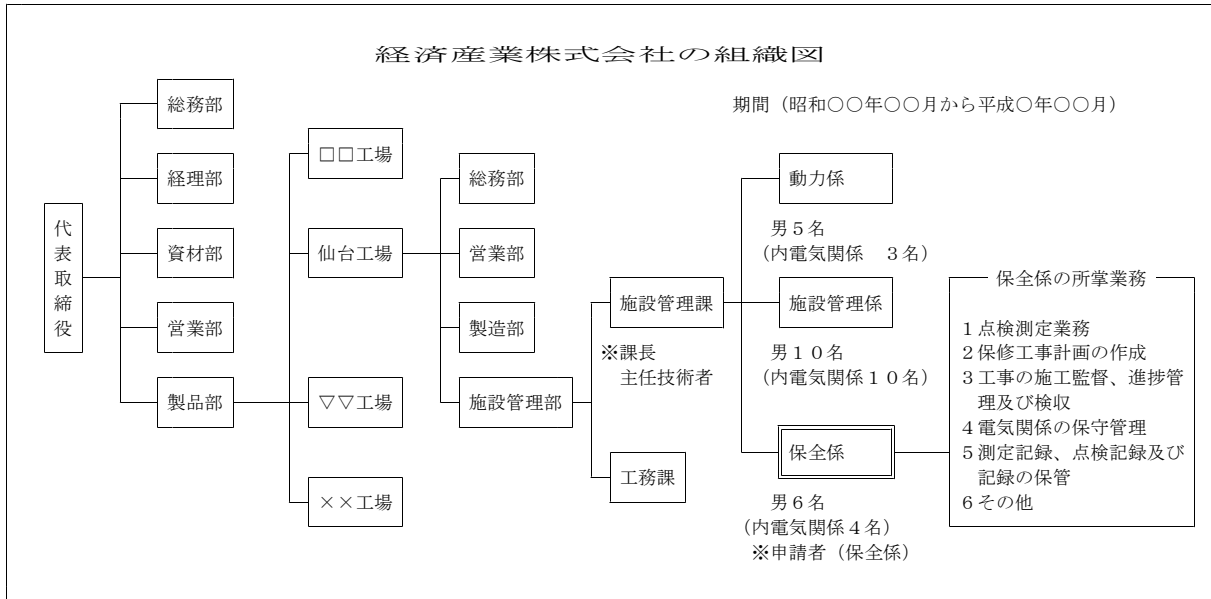 経済産業株式会社の組織図
期間（昭和〇〇年〇〇月から平成〇年〇〇月）
代表取締役
総務部
経理部
資材部
営業部
製品部
□□工場
仙台工場
▽▽工場
××工場
総務部
営業部
製造部
施設管理部
施設管理課
※課長
主任技術者
工務課
動力係
男５名
（内電気関係　３名）
施設管理係
男１０名
（内電気関係１０名）
保全係
男６名
（内電気関係４名）
※申請者（保全係）
保全係の所掌業務
１点検測定業務
２保修工事計画の作成
３工事の施工監督、進捗管
理及び検収
４電気関係の保守管理
５測定記録、点検記録及び
記録の保管
６その他